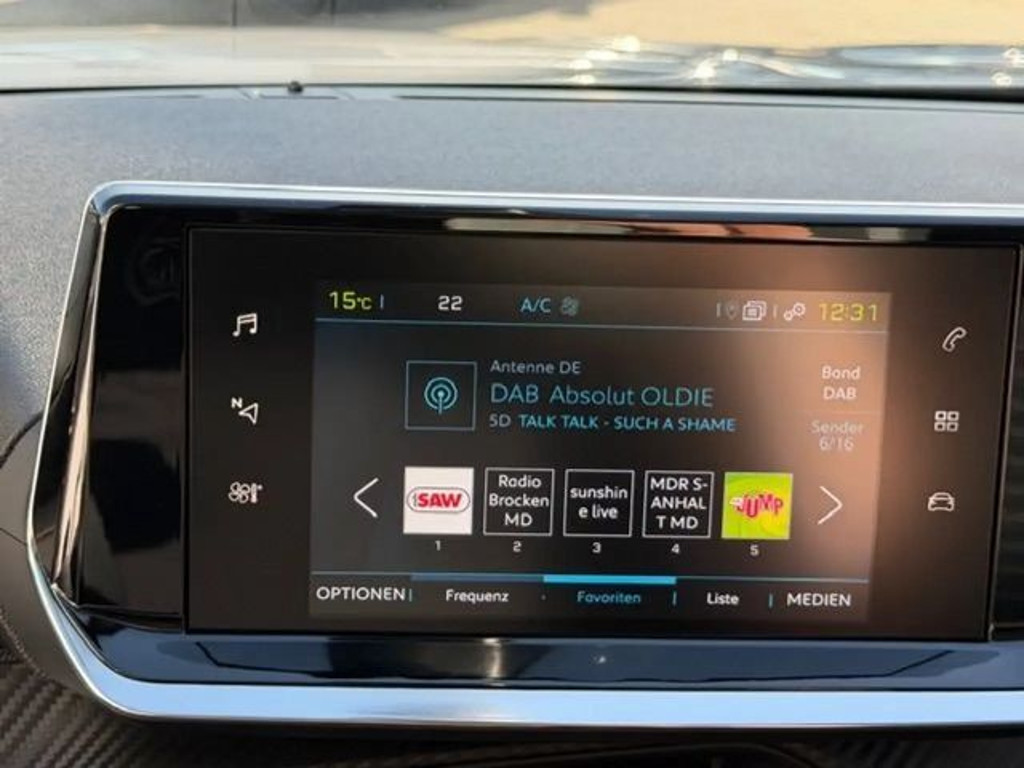 15°C
22
A/C
12:31
N
Antenne DE
DAB Absolut OLDIE
5D TALK TALK - SUCH A SHAME
Band
DAB
Sender
6/16
SAW
Radio
Brocken
MD
sunshin
e live
MDR S-
ANHAL
T MD
JUMP
1
2
3
4
5
OPTIONEN
Frequenz
Favoriten
Liste
MEDIEN